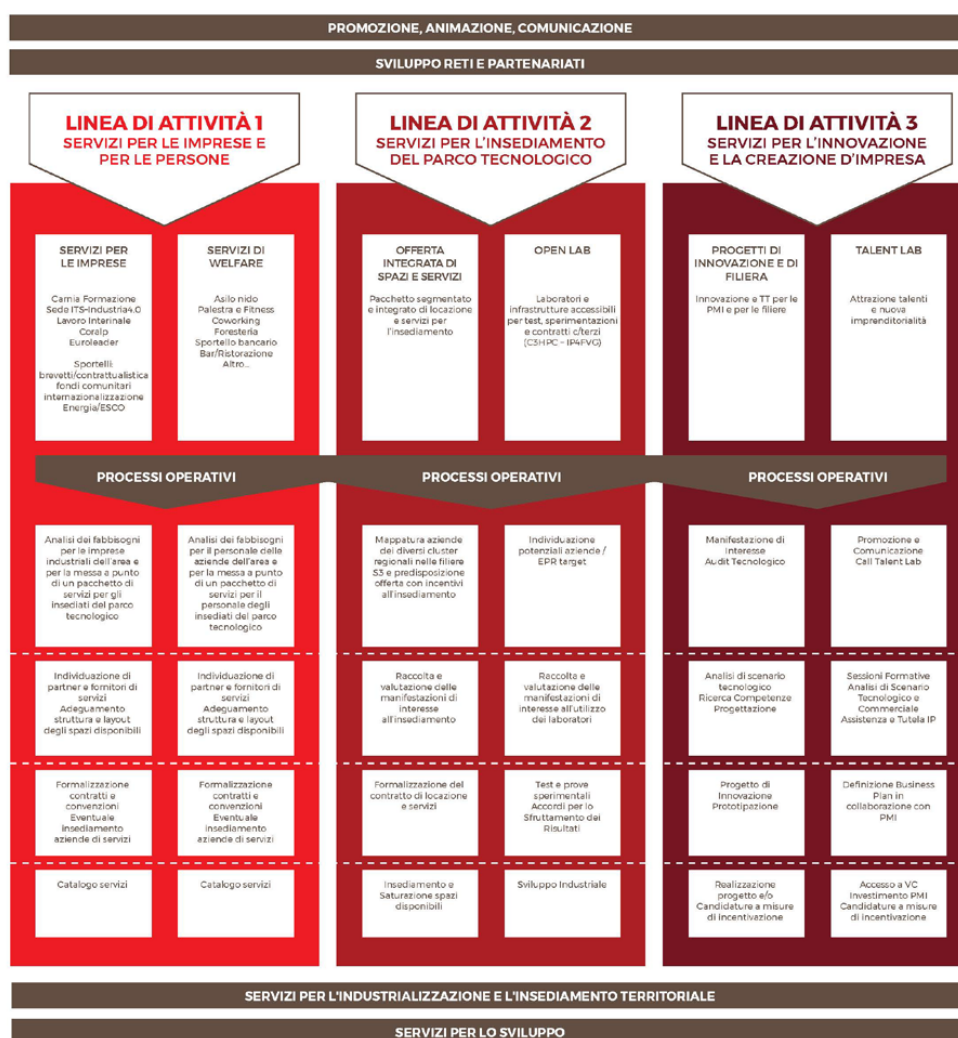 PROMOZIONE, ANIMAZIONE, COMUNICAZIONE
SVILUPPO RETI E PARTENARIATI
LINEA DI ATTIVITÀ 1
SERVIZI PER LE IMPRESE E
PER LE PERSONE
LINEA DI ATTIVITÀ 2
SERVIZI PER L'INSEDIAMENTO
DEL PARCO TECNOLOGICO
LINEA DI ATTIVITÀ 3
SERVIZI PER L'INNOVAZIONE
E LA CREAZIONE D'IMPRESA
SERVIZI PER
LE IMPRESE
Carnia Formazione
Sede ITS-Industria4.0
Lavoro Interinale
Coralp
Euroleader
Sportelli:
brevetti/contrattualistica
fondi comunitari
internazionalizzazione
Energia/ESCO
SERVIZI DI
WELFARE
Asilo nido
Palestra e Fitness
Coworking
Foresteria
Sportello bancario
Bar/Ristorazione
Altro...
OFFERTA
INTEGRATA DI
SPAZI E SERVIZI
Pacchetto segmentato
e integrato di locazione
e servizi per
l'insediamento
OPEN LAB
Laboratori e
infrastrutture accessibili
per test, sperimentazioni
e contratti c/terzi
(C3HPC – IP4FVG)
PROGETTI DI
INNOVAZIONE E DI
FILIERA
Innovazione e TT per le
PMI e per le filiere
TALENT LAB
Attrazione talenti
e nuova
imprenditorialità
PROCESSI OPERATIVI
PROCESSI OPERATIVI
PROCESSI OPERATIVI
Analisi dei fabbisogni
per le imprese
industriali dell'area e
per la messa a punto
di un pacchetto di
servizi per gli
insediati del parco
tecnologico
Analisi dei fabbisogni
per il personale delle
aziende dell'area e
per la messa a punto
di un pacchetto di
servizi per il
personale degli
insediati del parco
tecnologico
Mappatura aziende
dei diversi cluster
regionali nelle filiere
S3 e predisposizione
offerta con incentivi
all'insediamento
Individuazione
potenziali aziende /
EPR target
Manifestazione di
Interesse
Audit Tecnologico
Promozione e
Comunicazione
Call Talent Lab
Individuazione di
partner e fornitori di
servizi
Adeguamento
struttura e layout
degli spazi disponibili
Individuazione di
partner e fornitori di
servizi
Adeguamento
struttura e layout
degli spazi disponibili
Raccolta e
valutazione delle
manifestazioni di
interesse
all'insediamento
Raccolta e
valutazione delle
manifestazioni di
interesse all'utilizzo
dei laboratori
Analisi di scenario
tecnologico
Ricerca Competenze
Progettazione
Sessioni Formative
Analisi di Scenario
Tecnologico e
Commerciale
Assistenza e Tutela IP
Formalizzazione
contratti e
convenzioni
Eventuale
insediamento
aziende di servizi
Formalizzazione
contratti e
convenzioni
Eventuale
insediamento
aziende di servizi
Formalizzazione del
contratto di locazione
e servizi
Test e prove
sperimentali
Accordi per lo
Sfruttamento dei
Risultati
Progetto di
Innovazione
Prototipazione
Definizione Business
Plan in
collaborazione con
PMI
Catalogo servizi
Catalogo servizi
Insediamento e
Saturazione spazi
disponibili
Sviluppo Industriale
Realizzazione
progetto e/o
Candidature a misure
di incentivazione
Accesso a VC
Investimento PMI
Candidature a misure
di incentivazione
SERVIZI PER L'INDUSTRIALIZZAZIONE E L'INSEDIAMENTO TERRITORIALE
SERVIZI PER LO SVILUPPO